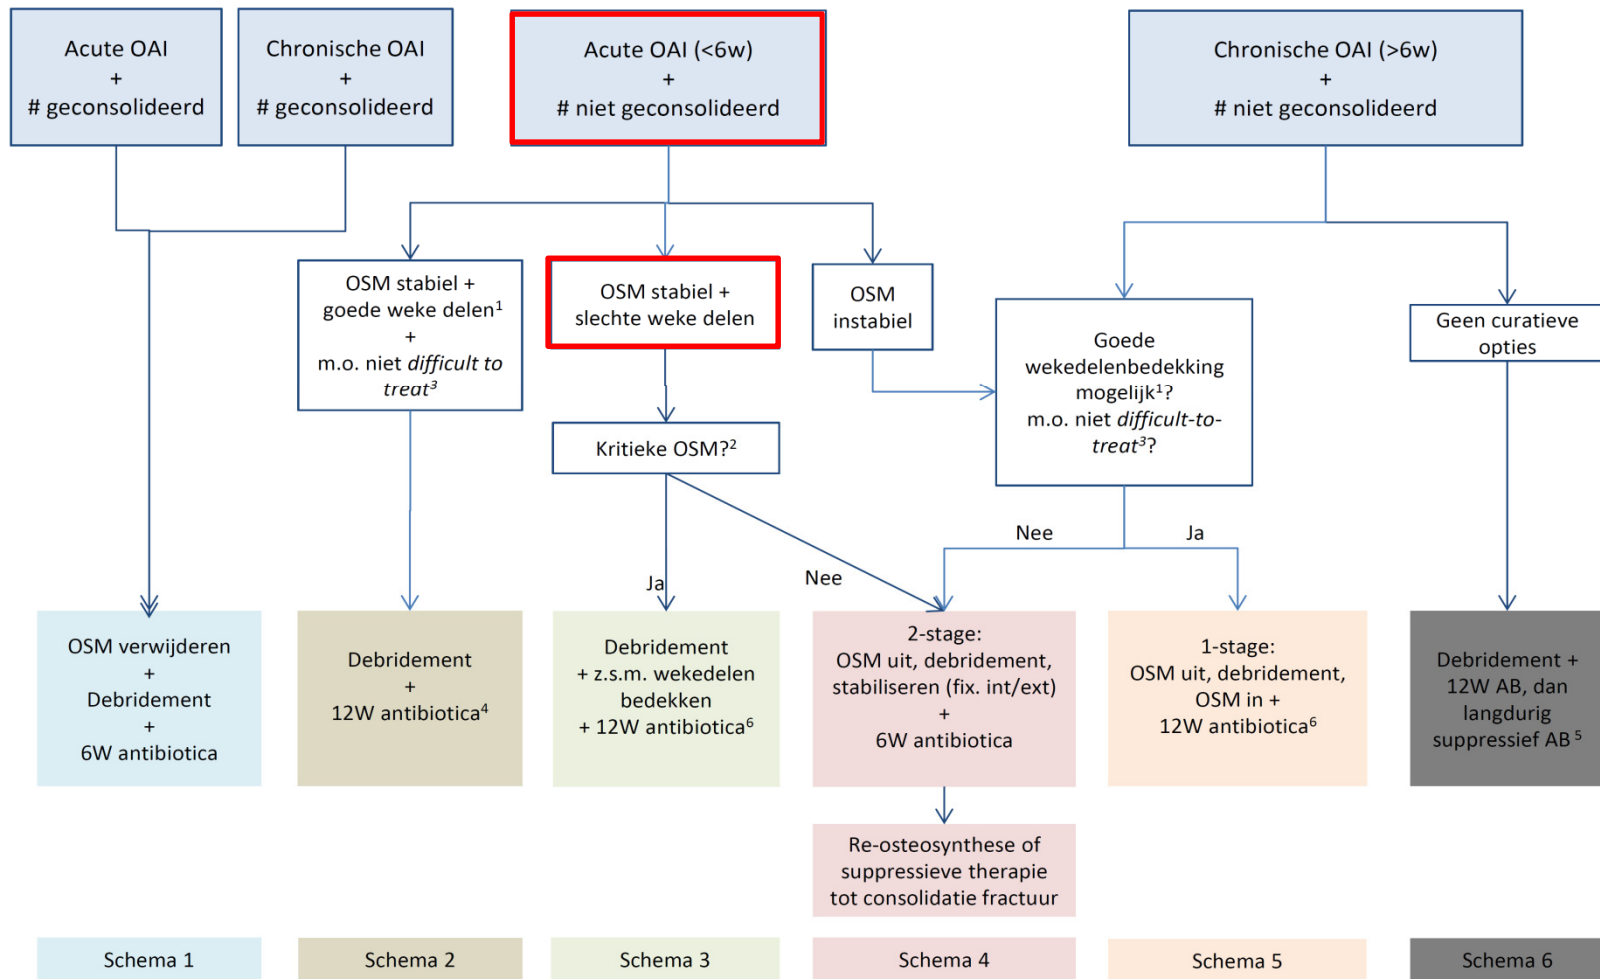 Acute OAI
+
# geconsolideerd
Chronische OAI
+
# geconsolideerd
Acute OAI (<6w)
+
# niet geconsolideerd
Chronische OAI (>6w)
+
# niet geconsolideerd
OSM stabiel +
goede weke delen¹
+
m.o. niet difficult to
treat³
OSM stabiel +
slechte weke delen
OSM
instabiel
Goede
wekedelenbedekking
mogelijk¹?
m.o. niet difficult-to-
treat³?
Geen curatieve
opties
Kritieke OSM?²
Ja
Nee
Nee
Ja
OSM verwijderen
+
Debridement
+
6W antibiotica
Debridement
+
12W antibiotica⁴
Debridement
+ z.s.m. wekedelen
bedekken
+ 12W antibiotica⁶
2-stage:
OSM uit, debridement,
stabiliseren (fix. int/ext)
+
6W antibiotica
1-stage:
OSM uit, debridement,
OSM in +
12W antibiotica⁶
Debridement +
12W AB, dan
langdurig
suppressief AB ⁵
Re-osteosynthese of
suppressieve therapie
tot consolidatie fractuur
Schema 1
Schema 2
Schema 3
Schema 4
Schema 5
Schema 6